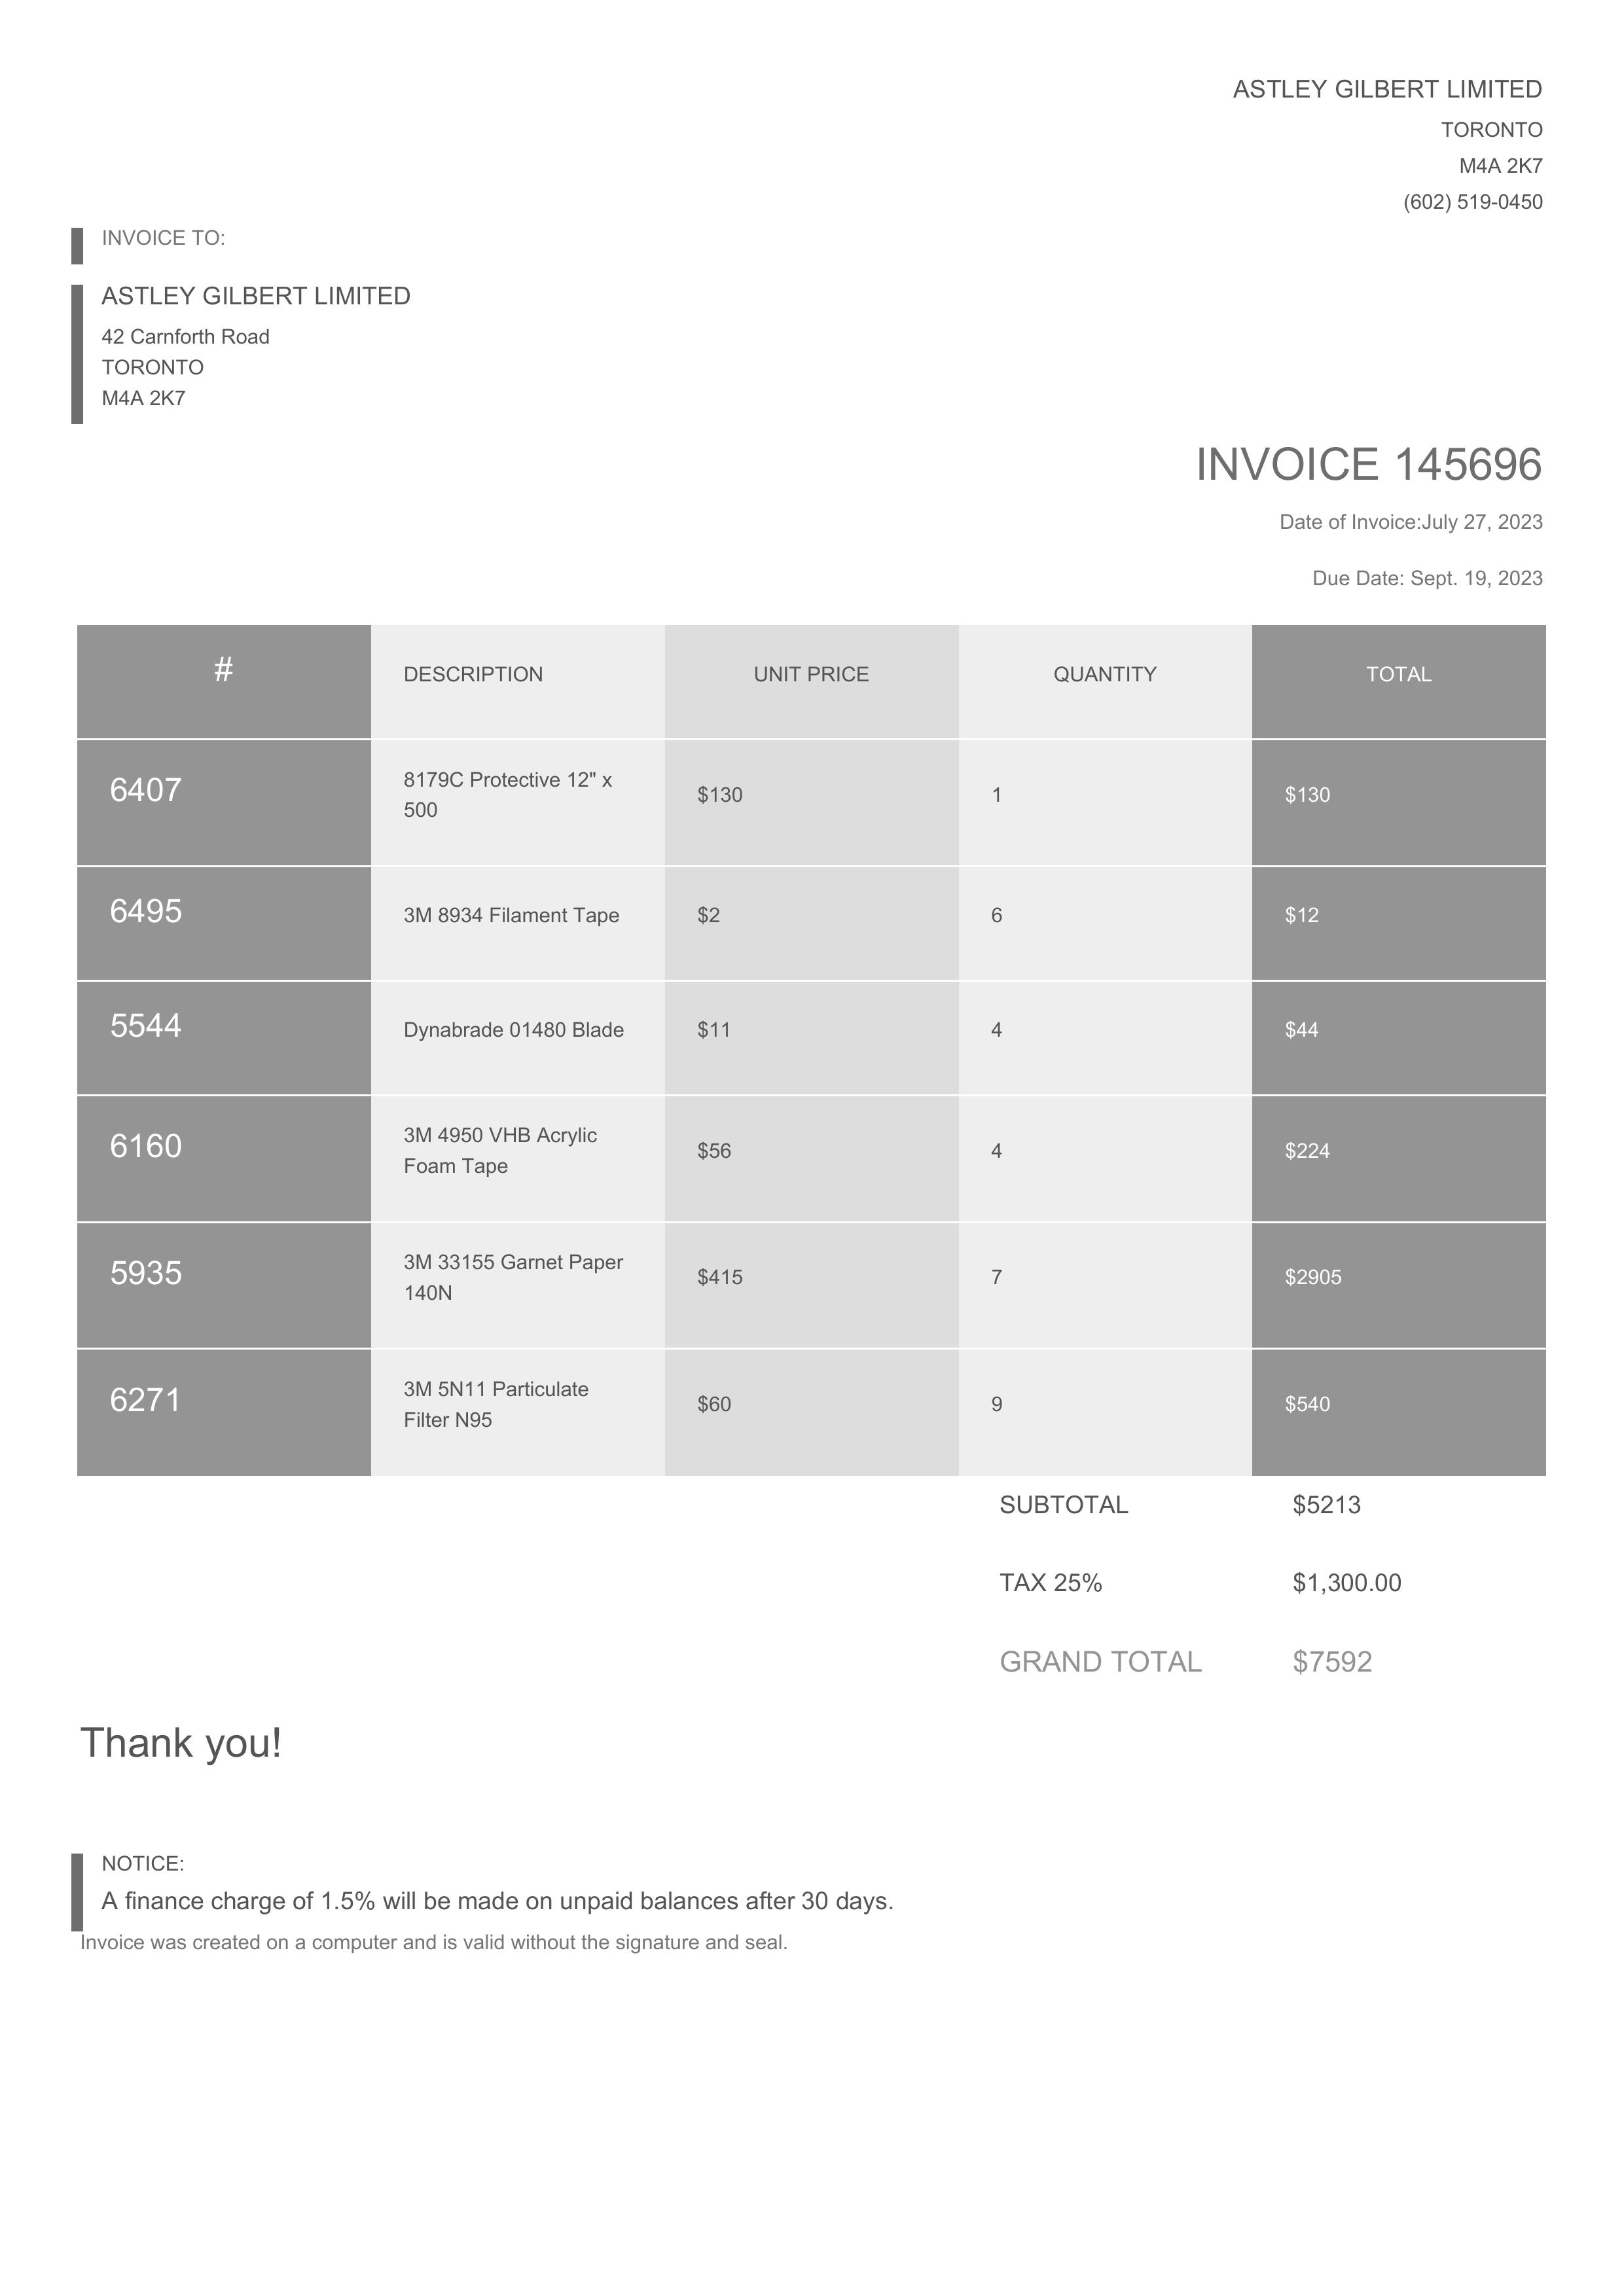 ASTLEY GILBERT LIMITED
TORONTO
M4A 2K7
(602) 519-0450
INVOICE TO:
ASTLEY GILBERT LIMITED
42 Carnforth Road
TORONTO
M4A 2K7
INVOICE 145696
Date of Invoice:July 27, 2023
Due Date: Sept. 19, 2023
# DESCRIPTION UNIT PRICE QUANTITY TOTAL
6407 8179C Protective 12" x $130 1 $130
500
6495 3M 8934 Filament Tape $2 6 $12
5544 Dynabrade 01480 Blade $11 4 $44
6160 3M 4950 VHB Acrylic $56 4 $224
Foam Tape
5935 3M 33155 Garnet Paper $415 7 $2905
140N
6271 3M 5N11 Particulate $60 9 $540
Filter N95
SUBTOTAL $5213
TAX 25% $1,300.00
GRAND TOTAL $7592
Thank you!
NOTICE:
A finance charge of 1.5% will be made on unpaid balances after 30 days.
Invoice was created on a computer and is valid without the signature and seal.